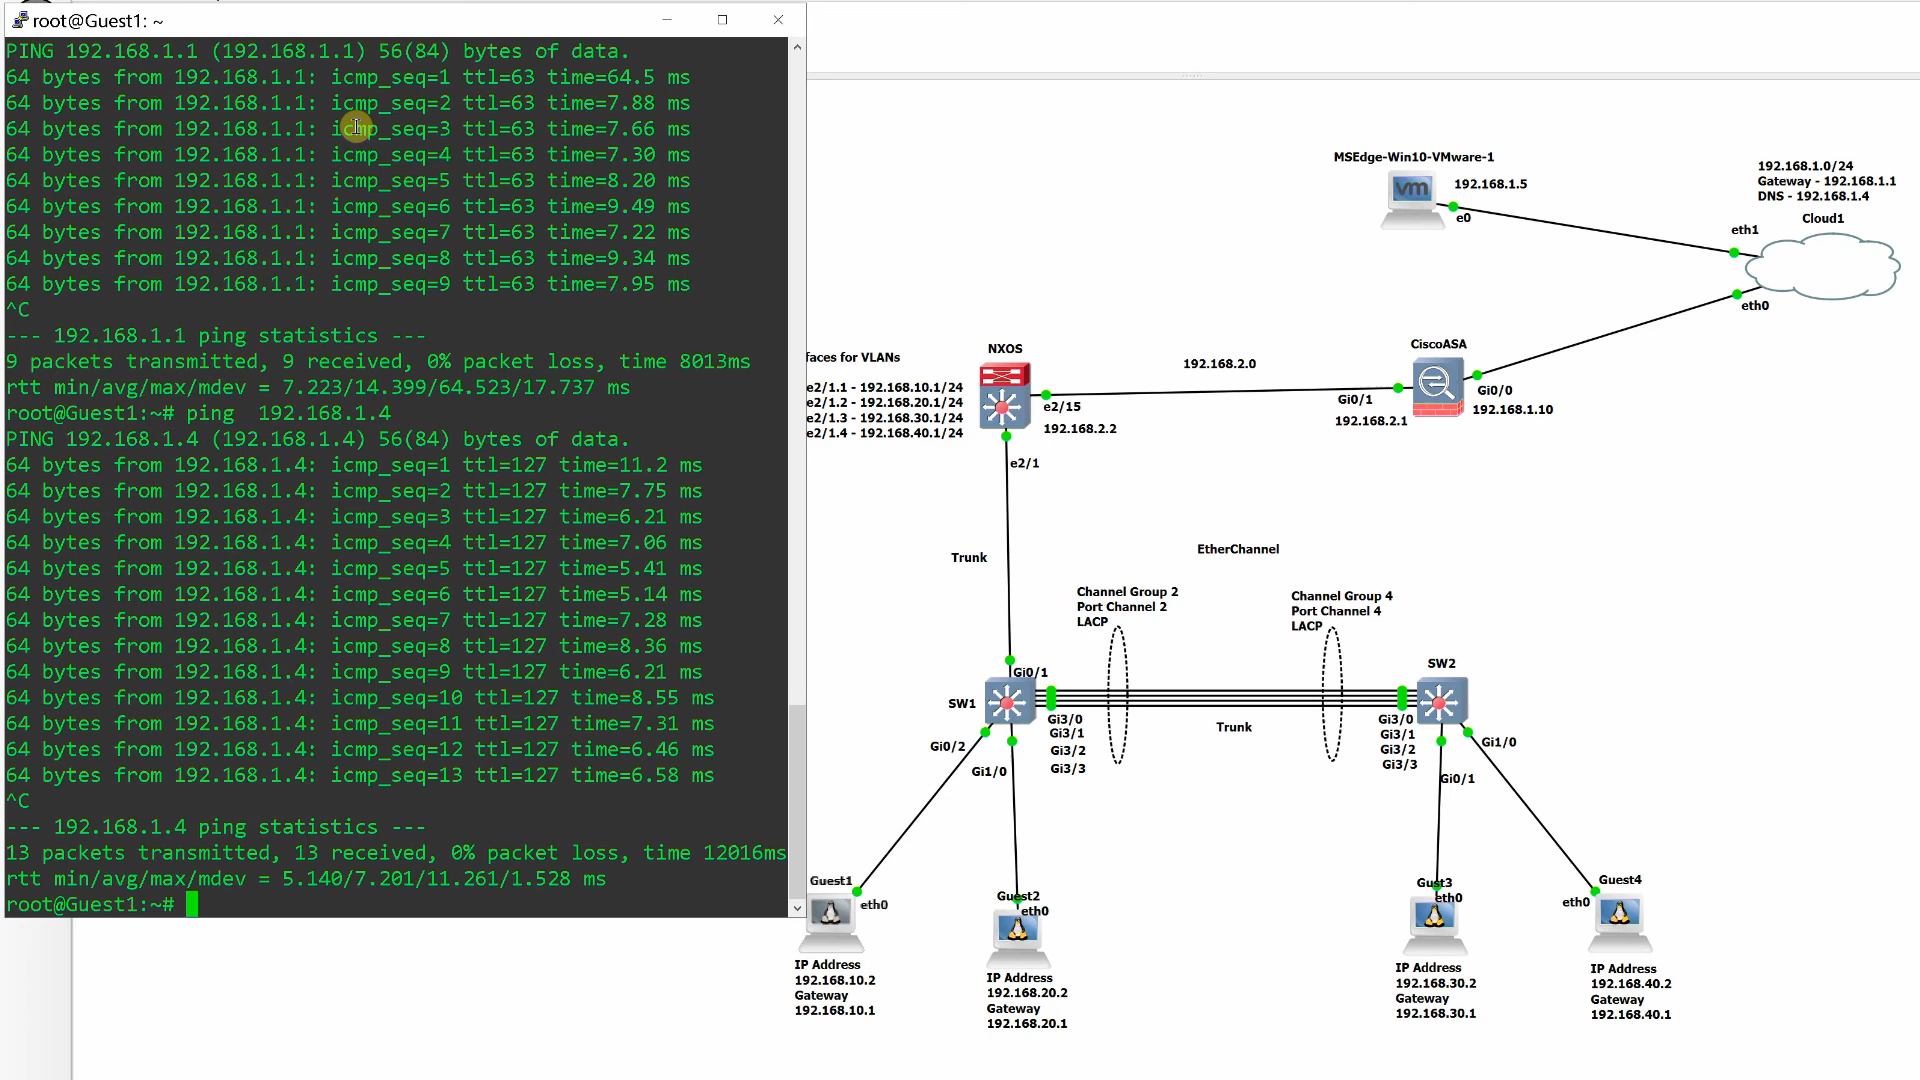 root@Guest1: ~
PING 192.168.1.1 (192.168.1.1) 56(84) bytes of data.
64 bytes from 192.168.1.1: icmp_seq=1 ttl=63 time=64.5 ms
64 bytes from 192.168.1.1: icmp_seq=2 ttl=63 time=7.88 ms
64 bytes from 192.168.1.1: icmp_seq=3 ttl=63 time=7.66 ms
64 bytes from 192.168.1.1: icmp_seq=4 ttl=63 time=7.30 ms
64 bytes from 192.168.1.1: icmp_seq=5 ttl=63 time=8.20 ms
64 bytes from 192.168.1.1: icmp_seq=6 ttl=63 time=9.49 ms
64 bytes from 192.168.1.1: icmp_seq=7 ttl=63 time=7.22 ms
64 bytes from 192.168.1.1: icmp_seq=8 ttl=63 time=9.34 ms
64 bytes from 192.168.1.1: icmp_seq=9 ttl=63 time=7.95 ms
^C
--- 192.168.1.1 ping statistics ---
9 packets transmitted, 9 received, 0% packet loss, time 8013ms
rtt min/avg/max/mdev = 7.223/14.399/64.523/17.737 ms
root@Guest1:~# ping  192.168.1.4
PING 192.168.1.4 (192.168.1.4) 56(84) bytes of data.
64 bytes from 192.168.1.4: icmp_seq=1 ttl=127 time=11.2 ms
64 bytes from 192.168.1.4: icmp_seq=2 ttl=127 time=7.75 ms
64 bytes from 192.168.1.4: icmp_seq=3 ttl=127 time=6.21 ms
64 bytes from 192.168.1.4: icmp_seq=4 ttl=127 time=7.06 ms
64 bytes from 192.168.1.4: icmp_seq=5 ttl=127 time=5.41 ms
64 bytes from 192.168.1.4: icmp_seq=6 ttl=127 time=5.14 ms
64 bytes from 192.168.1.4: icmp_seq=7 ttl=127 time=7.28 ms
64 bytes from 192.168.1.4: icmp_seq=8 ttl=127 time=8.36 ms
64 bytes from 192.168.1.4: icmp_seq=9 ttl=127 time=6.21 ms
64 bytes from 192.168.1.4: icmp_seq=10 ttl=127 time=8.55 ms
64 bytes from 192.168.1.4: icmp_seq=11 ttl=127 time=7.31 ms
64 bytes from 192.168.1.4: icmp_seq=12 ttl=127 time=6.46 ms
64 bytes from 192.168.1.4: icmp_seq=13 ttl=127 time=6.58 ms
^C
--- 192.168.1.4 ping statistics ---
13 packets transmitted, 13 received, 0% packet loss, time 12016ms
rtt min/avg/max/mdev = 5.140/7.201/11.261/1.528 ms
root@Guest1:~#
MSEdge-Win10-VMware-1
vm
192.168.1.5
e0
192.168.1.0/24
Gateway - 192.168.1.1
DNS - 192.168.1.4
Cloud1
eth1
eth0
faces for VLANs
e2/1.1 - 192.168.10.1/24
e2/1.2 - 192.168.20.1/24
e2/1.3 - 192.168.30.1/24
e2/1.4 - 192.168.40.1/24
NXOS
e2/15
192.168.2.2
e2/1
192.168.2.0
CiscoASA
Gi0/1
192.168.2.1
Gi0/0
192.168.1.10
Trunk
EtherChannel
Channel Group 2
Port Channel 2
LACP
Channel Group 4
Port Channel 4
LACP
Gi0/1
SW1
Gi3/0
Gi3/1
Gi3/2
Gi3/3
Trunk
SW2
Gi3/0
Gi3/1
Gi3/2
Gi3/3
Gi0/2
Gi1/0
Gi1/0
Gi0/1
Guest1
eth0
IP Address
192.168.10.2
Gateway
192.168.10.1
Guest2
eth0
IP Address
192.168.20.2
Gateway
192.168.20.1
Gust3
eth0
IP Address
192.168.30.2
Gateway
192.168.30.1
Guest4
eth0
IP Address
192.168.40.2
Gateway
192.168.40.1